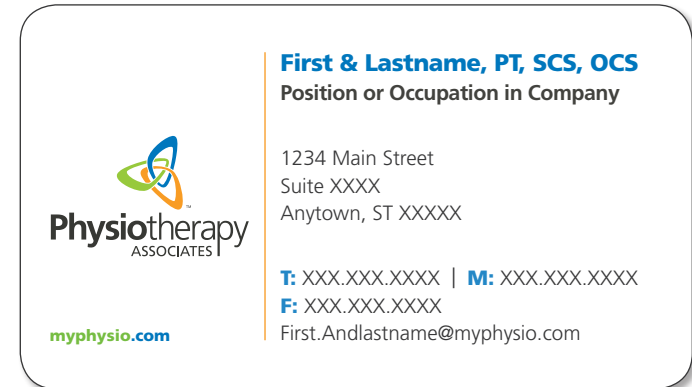 First & Lastname, PT, SCS, OCS
Position or Occupation in Company
1234 Main Street
Suite XXXX
Anytown, ST XXXXX
T: XXX.XXX.XXXX | M: XXX.XXX.XXXX
F: XXX.XXX.XXXX
First.Andlastname@myphysio.com
Physiotherapy
ASSOCIATES
™
myphysio.com